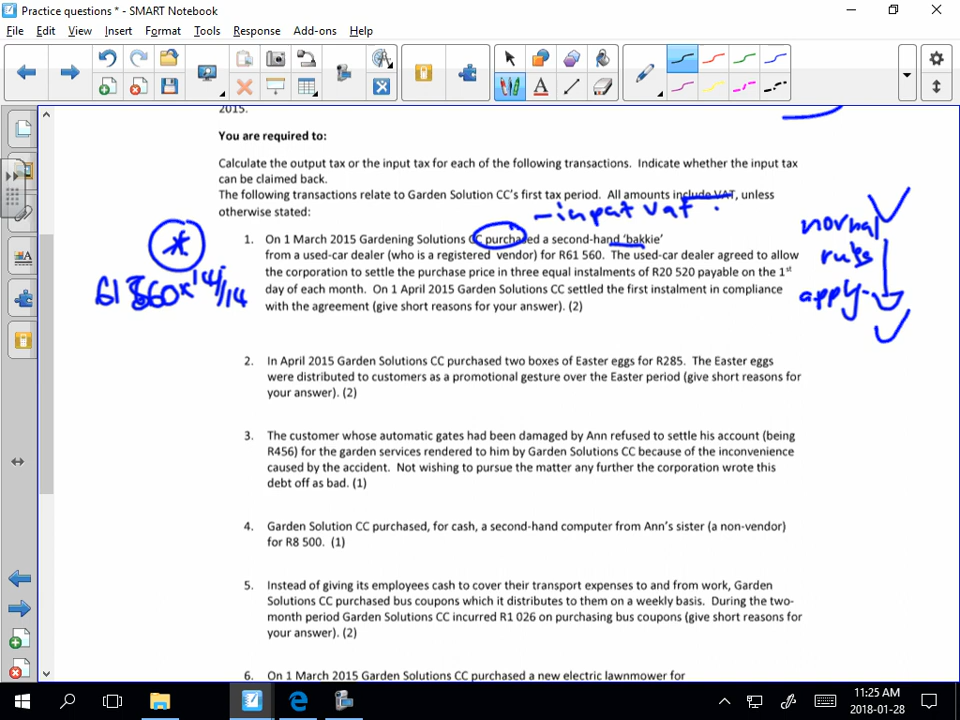 Practice questions * - SMART Notebook
File Edit View Insert Format Tools Response Add-ons Help
2015.
You are required to:
Calculate the output tax or the input tax for each of the following transactions. Indicate whether the input tax
can be claimed back.
The following transactions relate to Garden Solution CC's first tax period. All amounts include VAT, unless
otherwise stated:
- input vat.
normal
rules
apply-
*
61 560 x 14/114
1. On 1 March 2015 Gardening Solutions CC purchased a second-hand 'bakkie'
from a used-car dealer (who is a registered vendor) for R61 560. The used-car dealer agreed to allow
the corporation to settle the purchase price in three equal instalments of R20 520 payable on the 1st
day of each month. On 1 April 2015 Garden Solutions CC settled the first instalment in compliance
with the agreement (give short reasons for your answer). (2)
2. In April 2015 Garden Solutions CC purchased two boxes of Easter eggs for R285. The Easter eggs
were distributed to customers as a promotional gesture over the Easter period (give short reasons for
your answer). (2)
3. The customer whose automatic gates had been damaged by Ann refused to settle his account (being
R456) for the garden services rendered to him by Garden Solutions CC because of the inconvenience
caused by the accident. Not wishing to pursue the matter any further the corporation wrote this
debt off as bad. (1)
4. Garden Solution CC purchased, for cash, a second-hand computer from Ann's sister (a non-vendor)
for R8 500. (1)
5. Instead of giving its employees cash to cover their transport expenses to and from work, Garden
Solutions CC purchased bus coupons which it distributes to them on a weekly basis. During the two-
month period Garden Solutions CC incurred R1 026 on purchasing bus coupons (give short reasons for
your answer). (2)
6. On 1 March 2015 Garden Solutions CC purchased a new electric lawnmower for
11:25 AM
2018-01-28